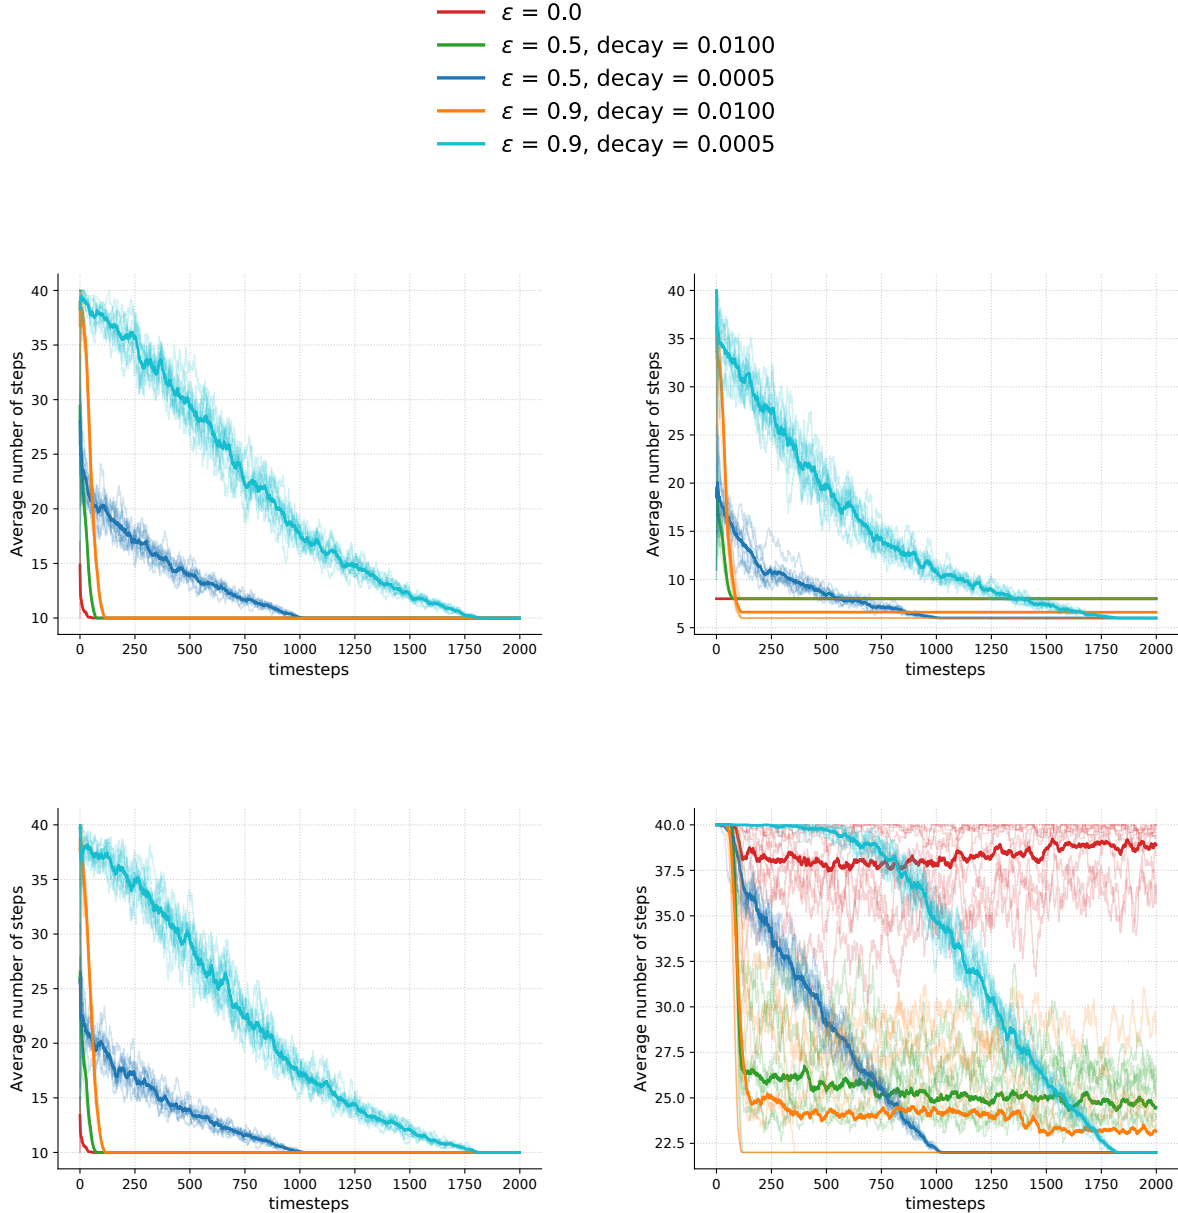 ε = 0.0
ε = 0.5, decay = 0.0100
ε = 0.5, decay = 0.0005
ε = 0.9, decay = 0.0100
ε = 0.9, decay = 0.0005
40
35
30
25
20
15
10
Average number of steps
0 250 500 750 1000 1250 1500 1750 2000
timesteps
40
35
30
25
20
15
10
5
Average number of steps
0 250 500 750 1000 1250 1500 1750 2000
timesteps
40
35
30
25
20
15
10
Average number of steps
0 250 500 750 1000 1250 1500 1750 2000
timesteps
40.0
37.5
35.0
32.5
30.0
27.5
25.0
22.5
Average number of steps
0 250 500 750 1000 1250 1500 1750 2000
timesteps